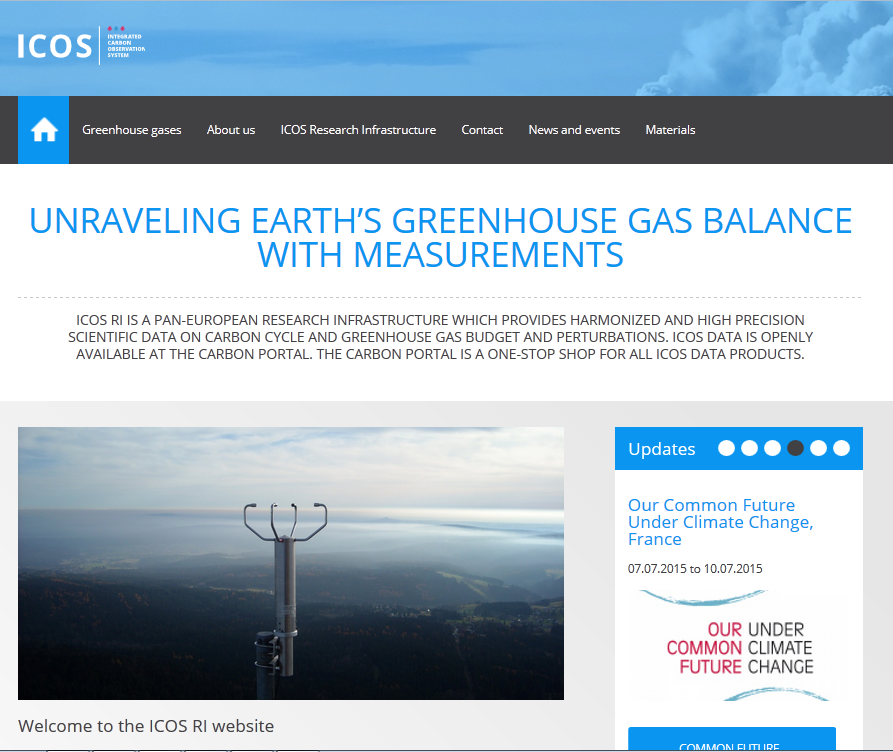 ICOS
INTEGRATED
CARBON
OBSERVATION
SYSTEM
Greenhouse gases About us ICOS Research Infrastructure Contact News and events Materials
UNRAVELING EARTH’S GREENHOUSE GAS BALANCE
WITH MEASUREMENTS
ICOS RI IS A PAN-EUROPEAN RESEARCH INFRASTRUCTURE WHICH PROVIDES HARMONIZED AND HIGH PRECISION
SCIENTIFIC DATA ON CARBON CYCLE AND GREENHOUSE GAS BUDGET AND PERTURBATIONS. ICOS DATA IS OPENLY
AVAILABLE AT THE CARBON PORTAL. THE CARBON PORTAL IS A ONE-STOP SHOP FOR ALL ICOS DATA PRODUCTS.
Welcome to the ICOS RI website
Updates
Our Common Future
Under Climate Change,
France
07.07.2015 to 10.07.2015
OUR UNDER
COMMON CLIMATE
FUTURE CHANGE
COMMON FUTURE